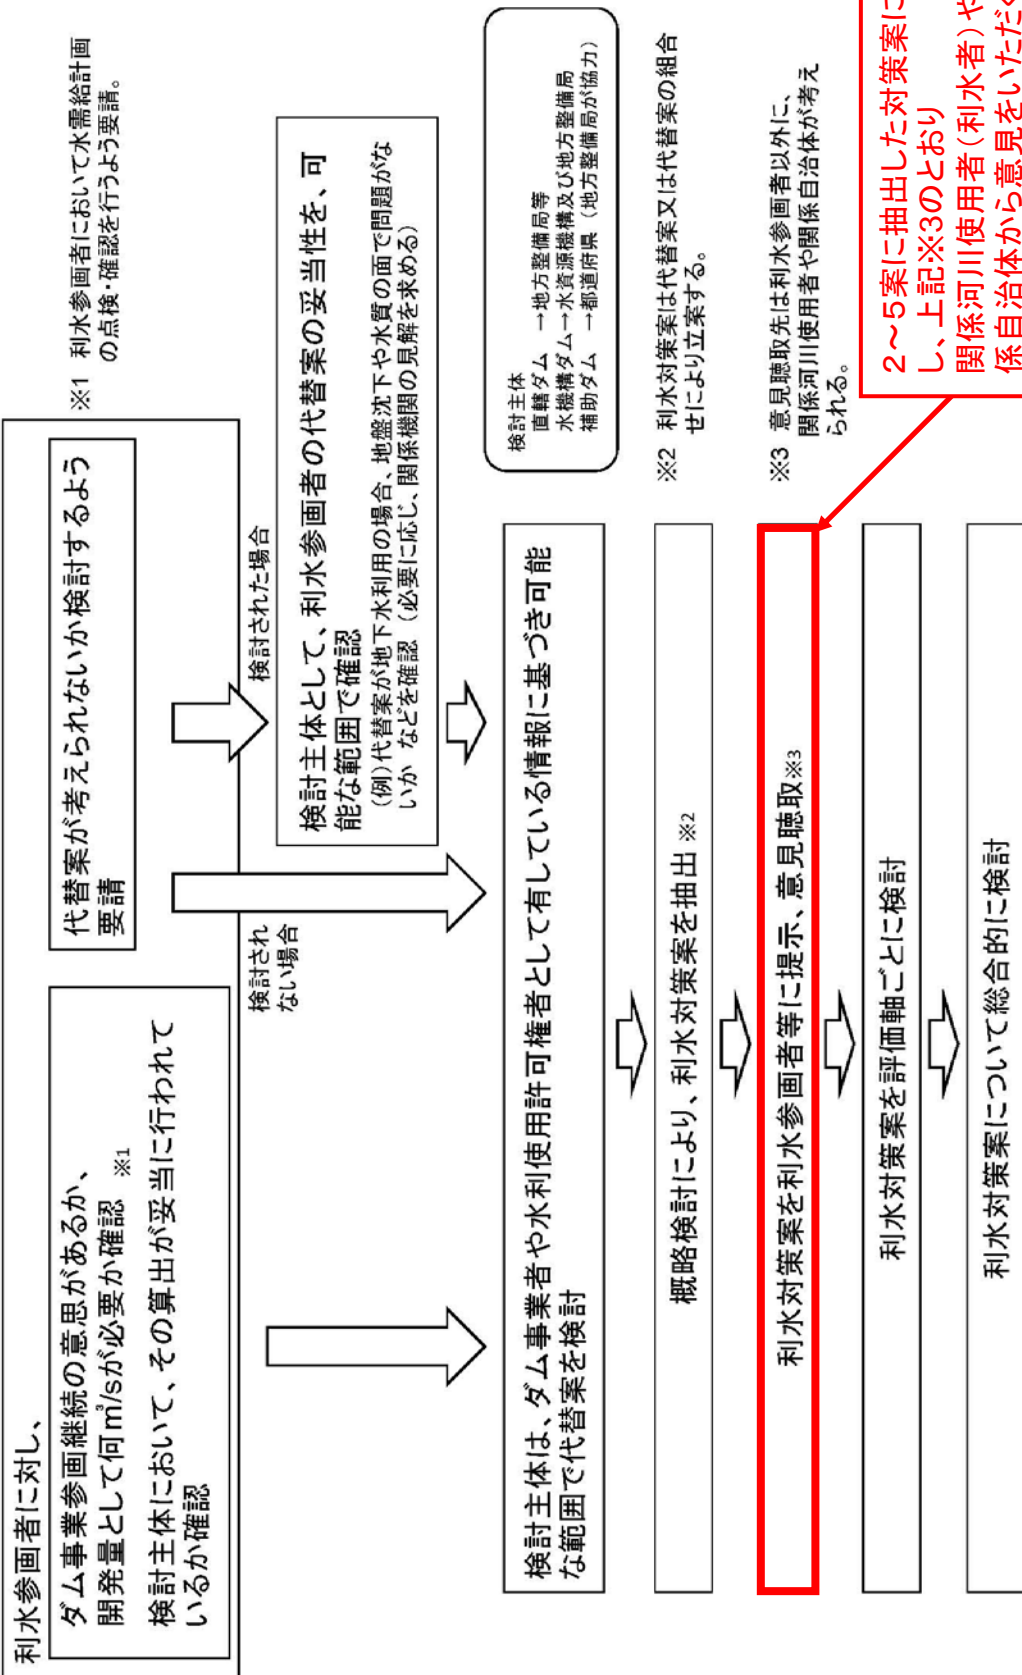 利水参画者に対し、
ダム事業参画継続の意思があるか、
開発量として何㎥/sが必要か確認 ※1
検討主体において、その算出が妥当に行われて
いるか確認
代替案が考えられないか検討するよう
要請
※1 利水参画者において水需給計画
の点検・確認を行うよう要請。
検討され
ない場合
検討された場合
検討主体として、利水参画者の代替案の妥当性を、可
能な範囲で確認
(例)代替案が地下水利用の場合、地盤沈下や水質の面で問題がな
いか などを確認（必要に応じ、関係機関の見解を求める）
検討主体
直轄ダム →地方整備局等
水機構ダム→水資源機構及び地方整備局
補助ダム →都道府県（地方整備局が協力）
検討主体は、ダム事業者や水利使用許可権者として有している情報に基づき可能
な範囲で代替案を検討
概略検討により、利水対策案を抽出 ※2
※2 利水対策案は代替案又は代替案の組合
せにより立案する。
利水対策案を利水参画者等に提示、意見聴取※3
※3 意見聴取先は利水参画者以外に、
関係河川使用者や関係自治体が考え
られる。
2～5案に抽出した対策案に
し、上記※3のとおり
関係河川使用者(利水者)や
係自治体から意見をいただく
利水対策案を評価軸ごとに検討
利水対策案について総合的に検討